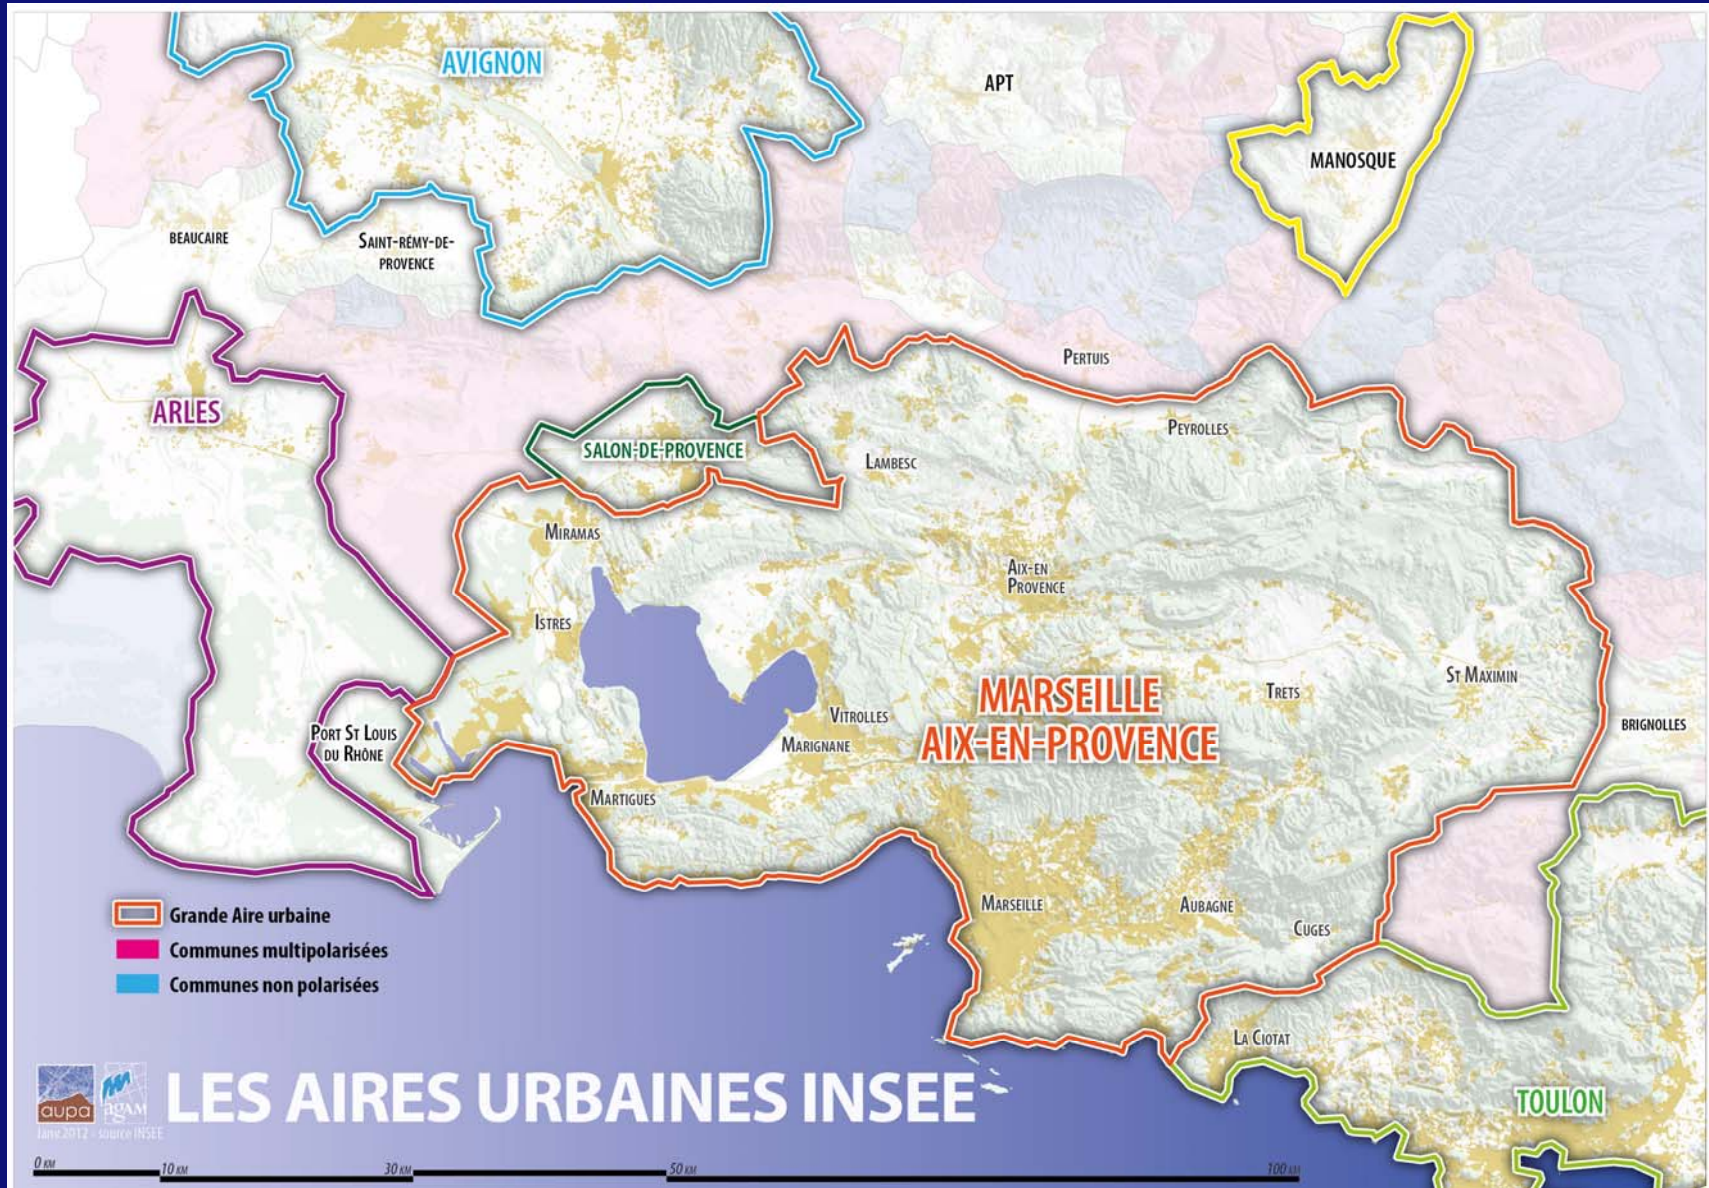 AVIGNON
APT
MANOSQUE
BEAUCAIRE
SAINT-RÉMY-DE-
PROVENCE
PERTUIS
ARLES
PEYROLLES
SALON-DE-PROVENCE
LAMBESC
MIRAMAS
AIX-EN
PROVENCE
ISTRES
ST MAXIMIN
MARSEILLE
AIX-EN-PROVENCE
TRETS
VITROLLES
BRIGNOLLES
PORT ST LOUIS
DU RHÔNE
MARIGNANE
MARTIGUES
MARSEILLE
AUBAGNE
CUGES
Grande Aire urbaine
Communes multipolarisées
Communes non polarisées
LA CIOTAT
TOULON
aupa
agAM
Janv 2012 - source INSEE
LES AIRES URBAINES INSEE
0 KM
10 KM
30 KM
50 KM
100 KM